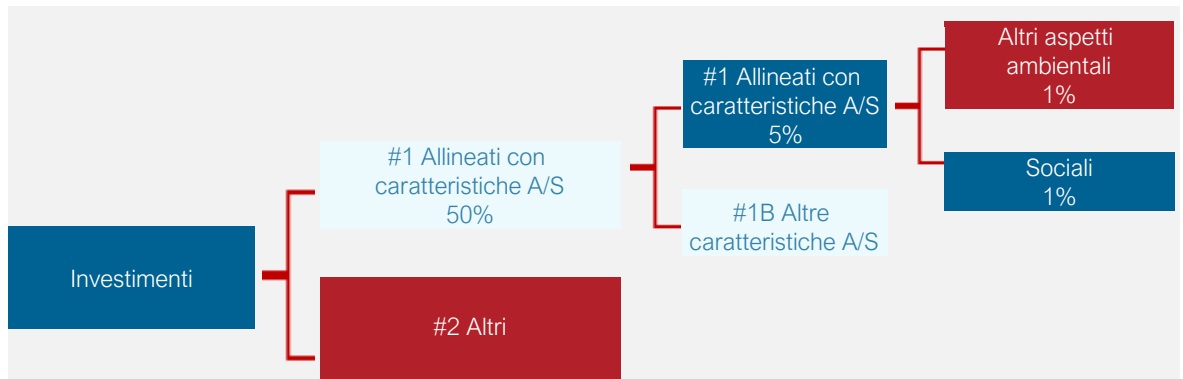 Investimenti
#1 Allineati con
caratteristiche A/S
50%
#2 Altri
#1 Allineati con
caratteristiche A/S
5%
#1B Altre
caratteristiche A/S
Altri aspetti
ambientali
1%
Sociali
1%